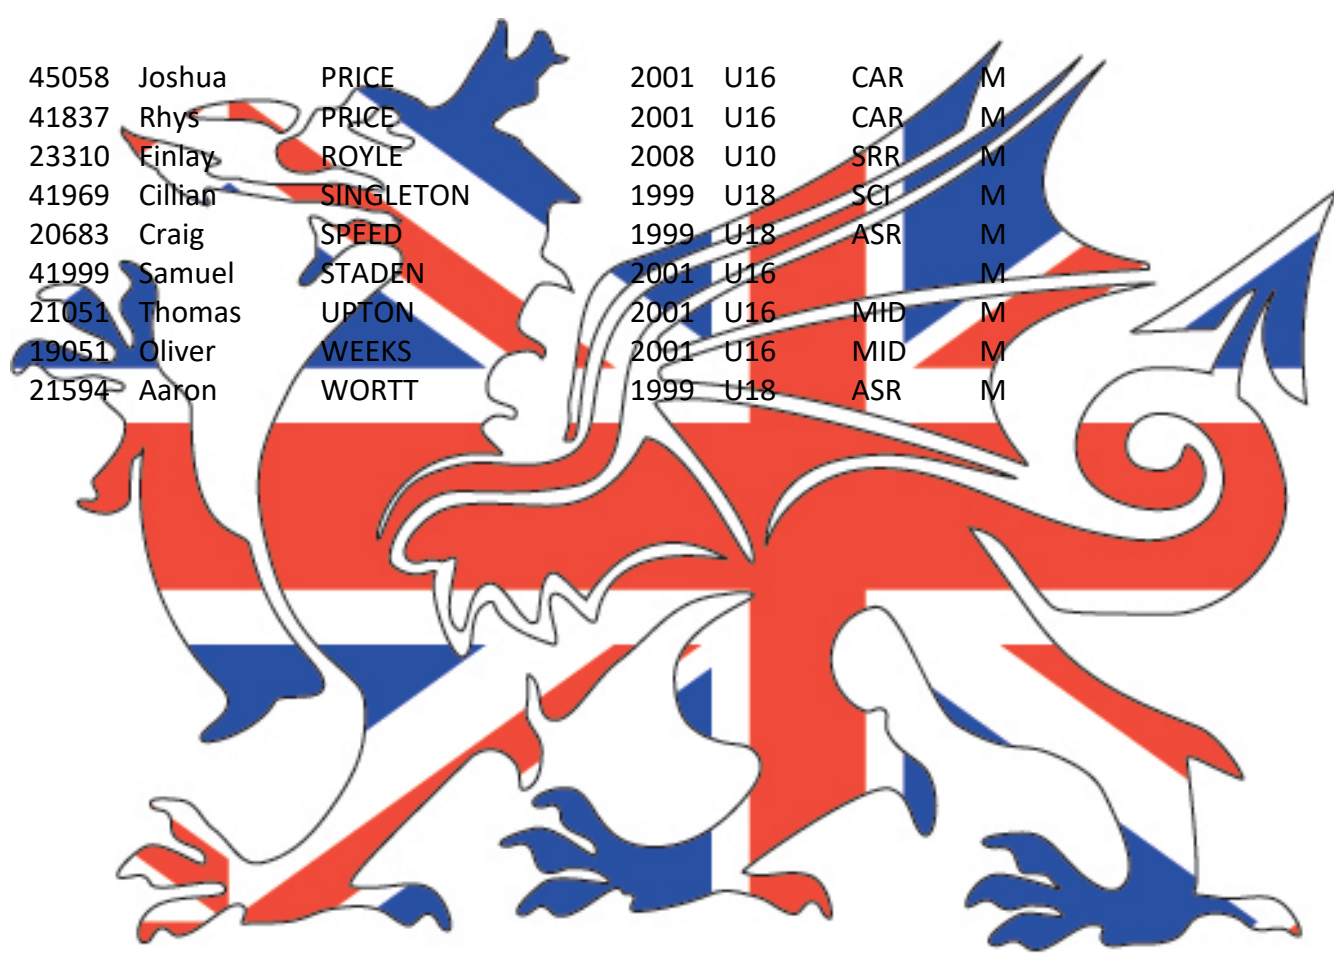 45058 Joshua PRICE 2001 U16 CAR M
41837 Rhys PRICE 2001 U16 CAR M
23310 Finlay ROYLE 2008 U10 SRR M
41969 Cillian SINGLETON 1999 U18 SCI M
20683 Craig SPEED 1999 U18 ASR M
41999 Samuel STADEN 2001 U16 M
21051 Thomas UPTON 2001 U16 MID M
19051 Oliver WEEKS 2001 U16 MID M
21594 Aaron WORTT 1999 U18 ASR M